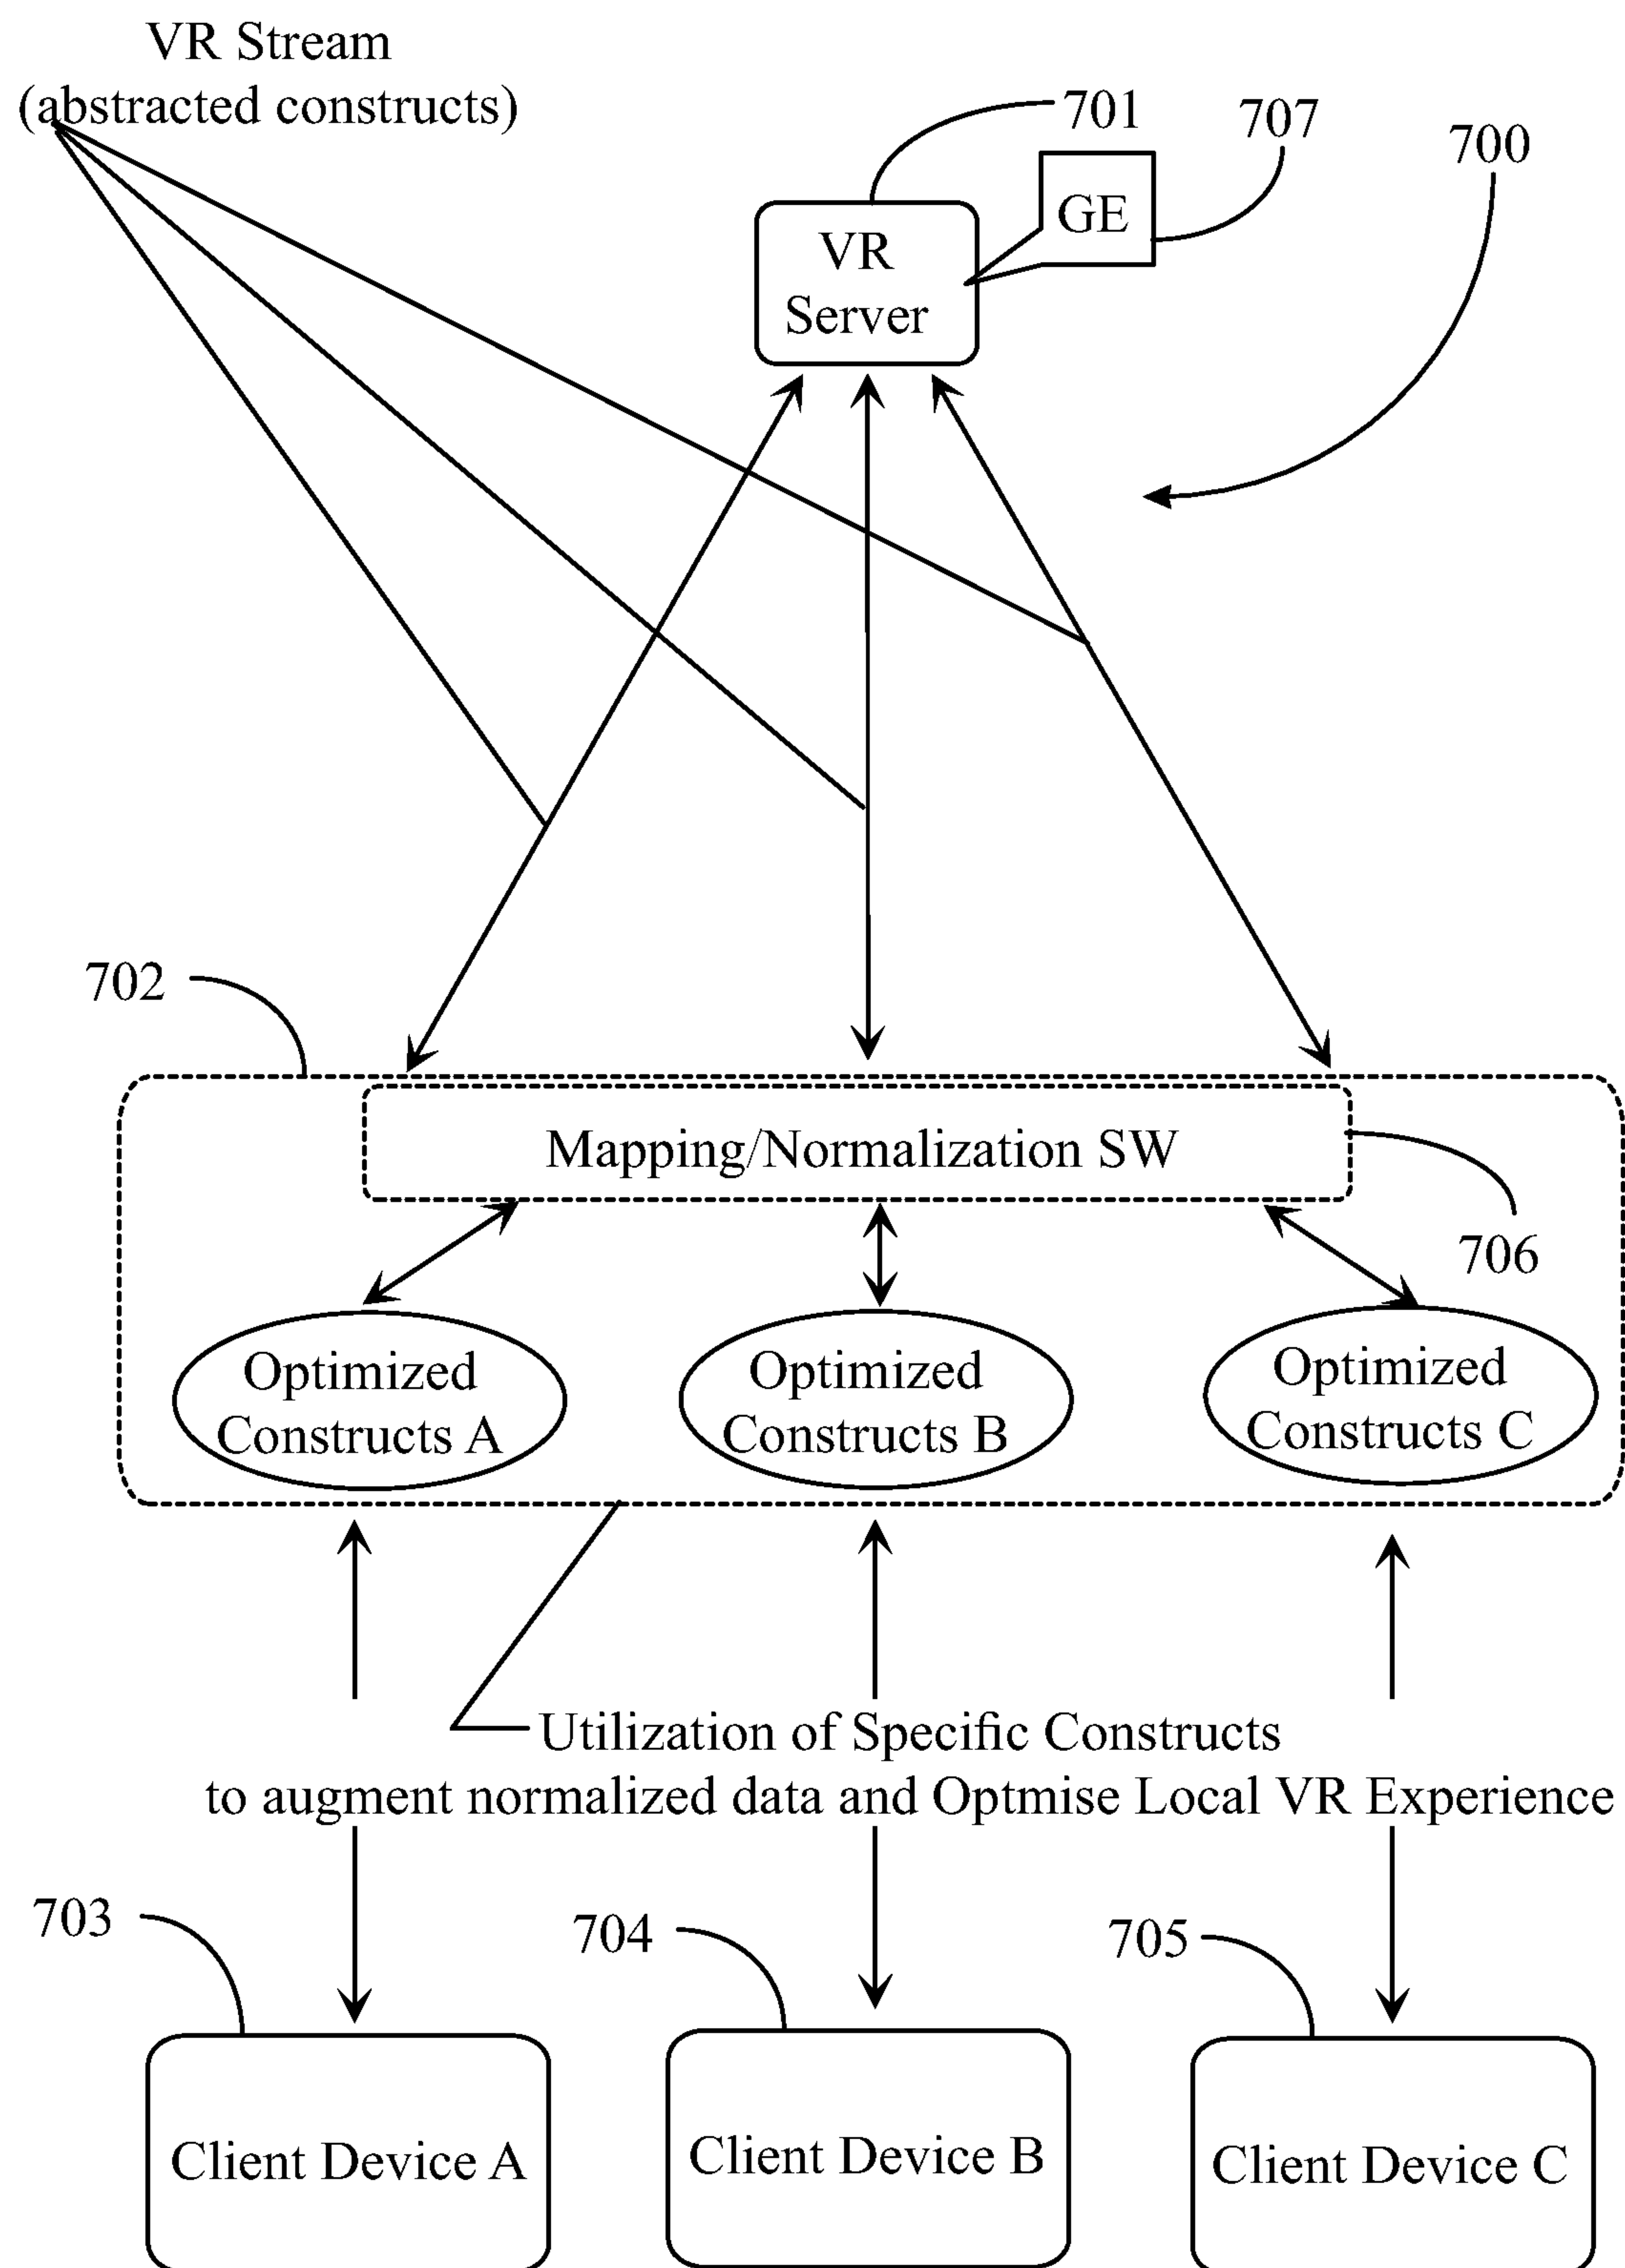 VR Stream
(abstracted constructs)
701
707
700
GE
VR
Server
702
Mapping/Normalization SW
706
Optimized
Constructs A
Optimized
Constructs B
Optimized
Constructs C
Utilization of Specific Constructs
to augment normalized data and Optmise Local VR Experience
703
704
705
Client Device A
Client Device B
Client Device C